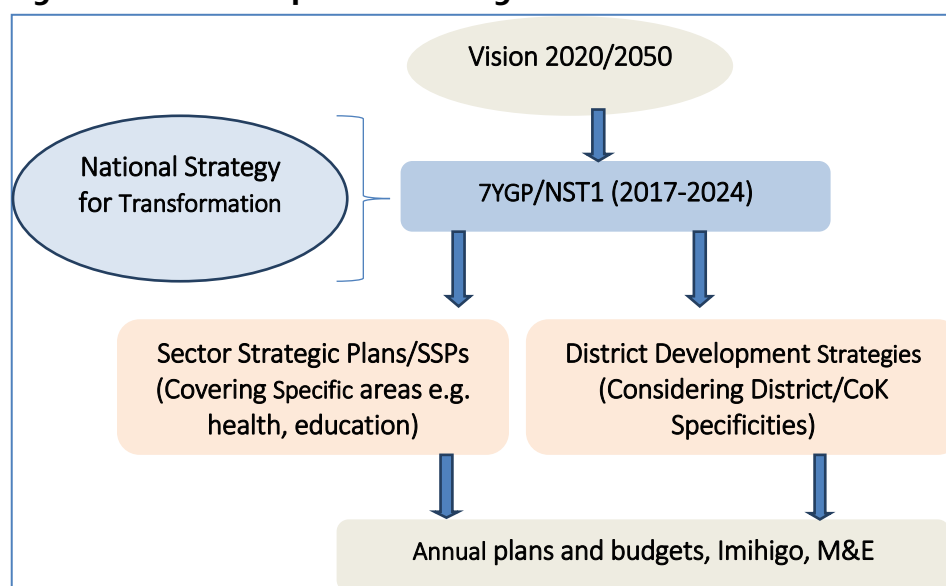 Vision 2020/2050
National Strategy
for Transformation
7YGP/NST1 (2017-2024)
Sector Strategic Plans/SSPs
(Covering Specific areas e.g.
health, education)
District Development Strategies
(Considering District/CoK
Specificities)
Annual plans and budgets, Imihigo, M&E